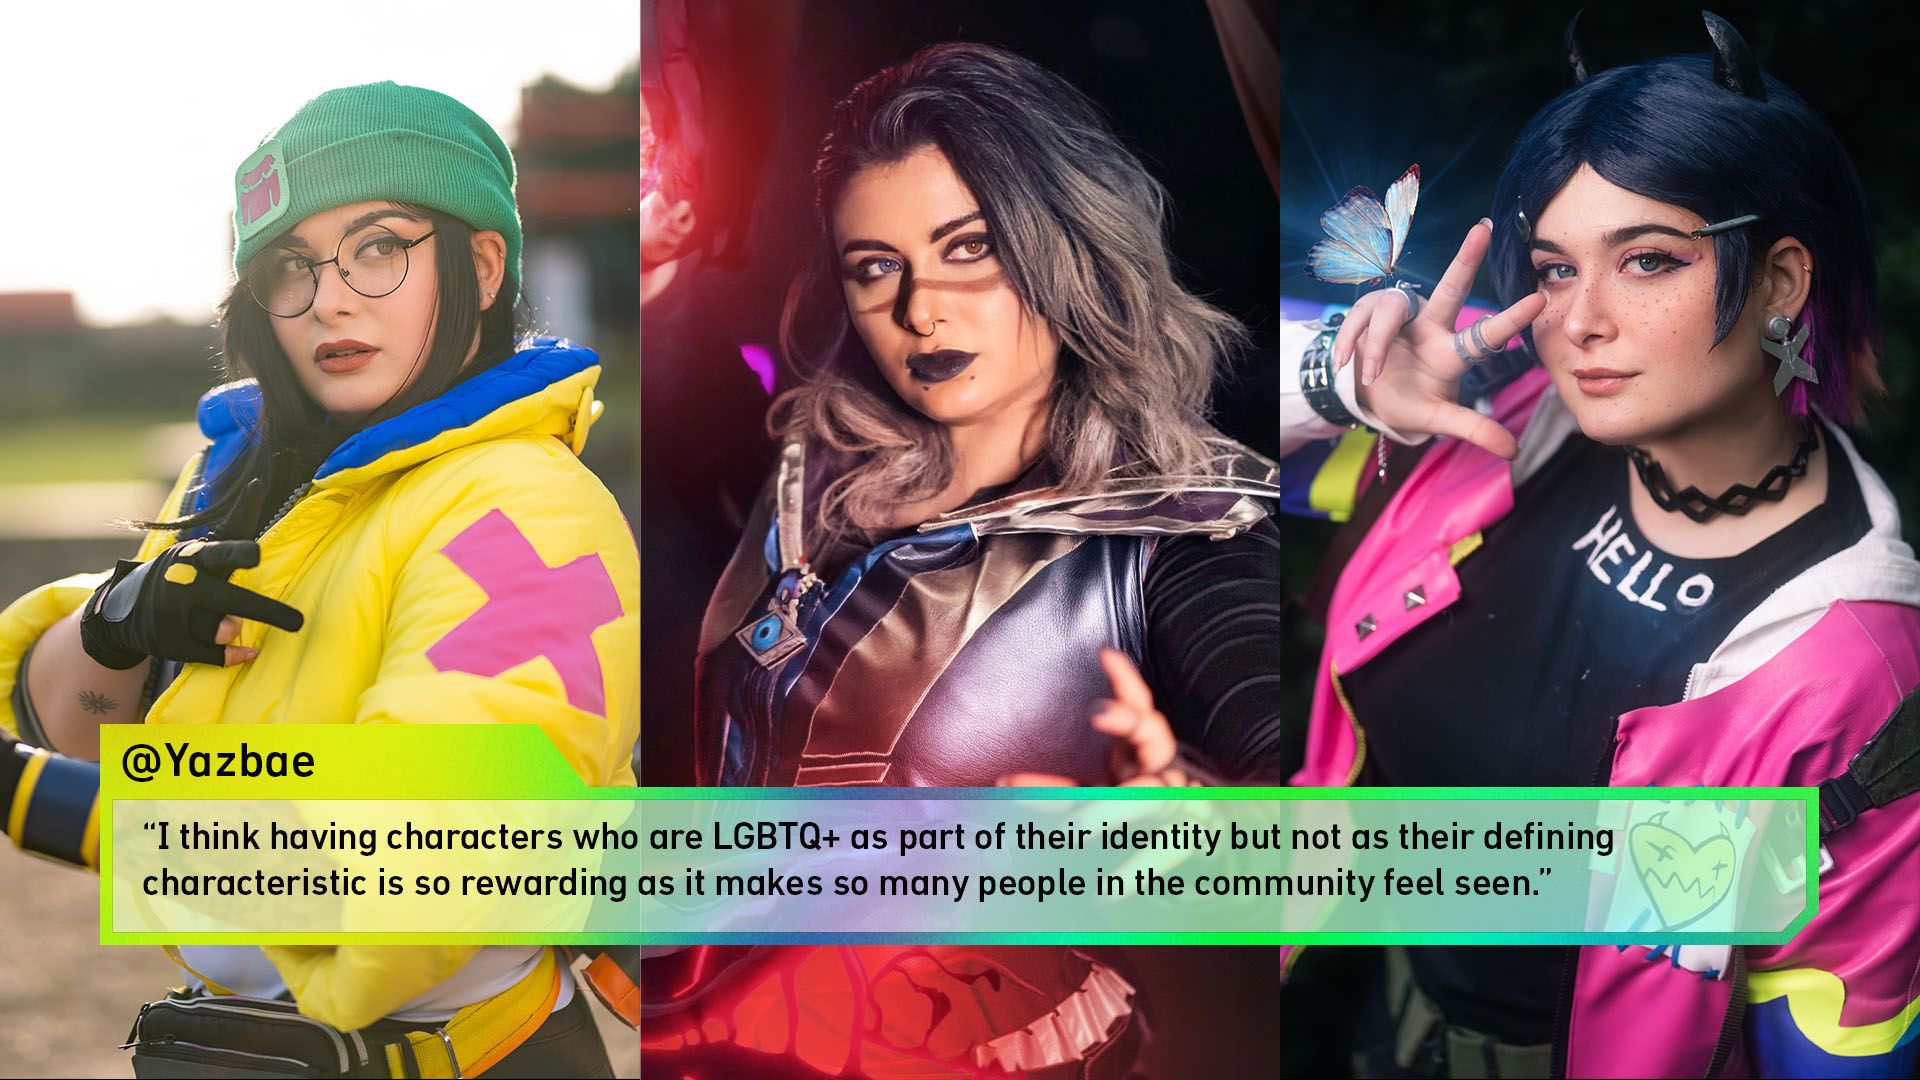 HELLO
@Yazbae
“I think having characters who are LGBTQ+ as part of their identity but not as their defining
characteristic is so rewarding as it makes so many people in the community feel seen.”